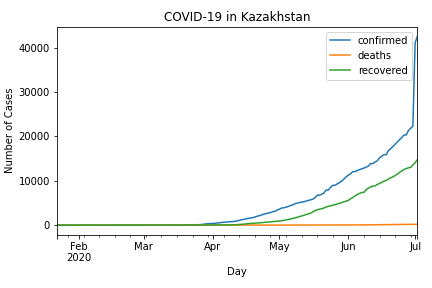 COVID-19 in Kazakhstan
confirmed
deaths
recovered
Number of Cases
40000
30000
20000
10000
0
Feb Mar Apr May Jun Jul
2020
Day